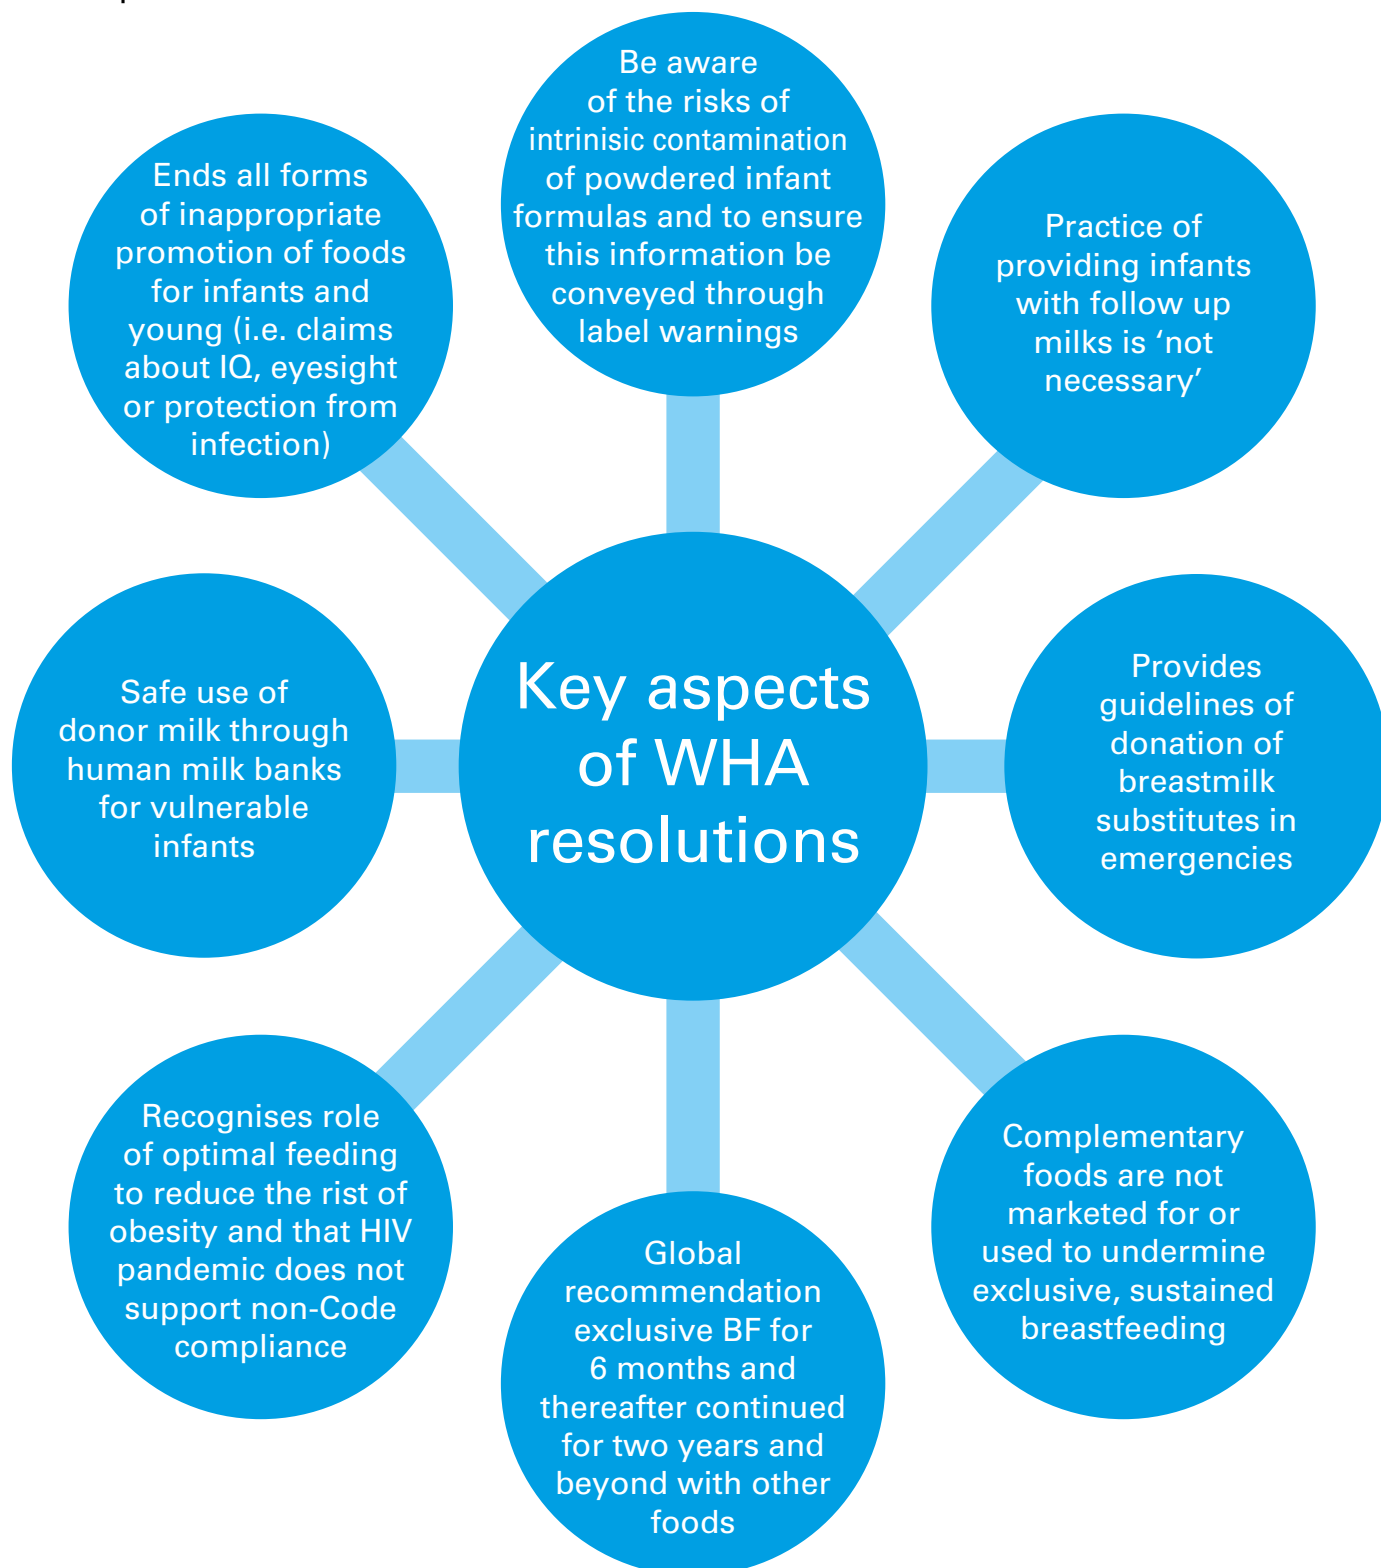 Be aware
of the risks of
intrinisic contamination
of powdered infant
formulas and to ensure
this information be
conveyed through
label warnings
Ends all forms
of inappropriate
promotion of foods
for infants and
young (i.e. claims
about IQ, eyesight
or protection from
infection)
Practice of
providing infants
with follow up
milks is ‘not
necessary’
Key aspects
of WHA
resolutions
Safe use of
donor milk through
human milk banks
for vulnerable
infants
Provides
guidelines of
donation of
breastmilk
substitutes in
emergencies
Recognises role
of optimal feeding
to reduce the rist of
obesity and that HIV
pandemic does not
support non-Code
compliance
Complementary
foods are not
marketed for or
used to undermine
exclusive, sustained
breastfeeding
Global
recommendation
exclusive BF for
6 months and
thereafter continued
for two years and
beyond with other
foods